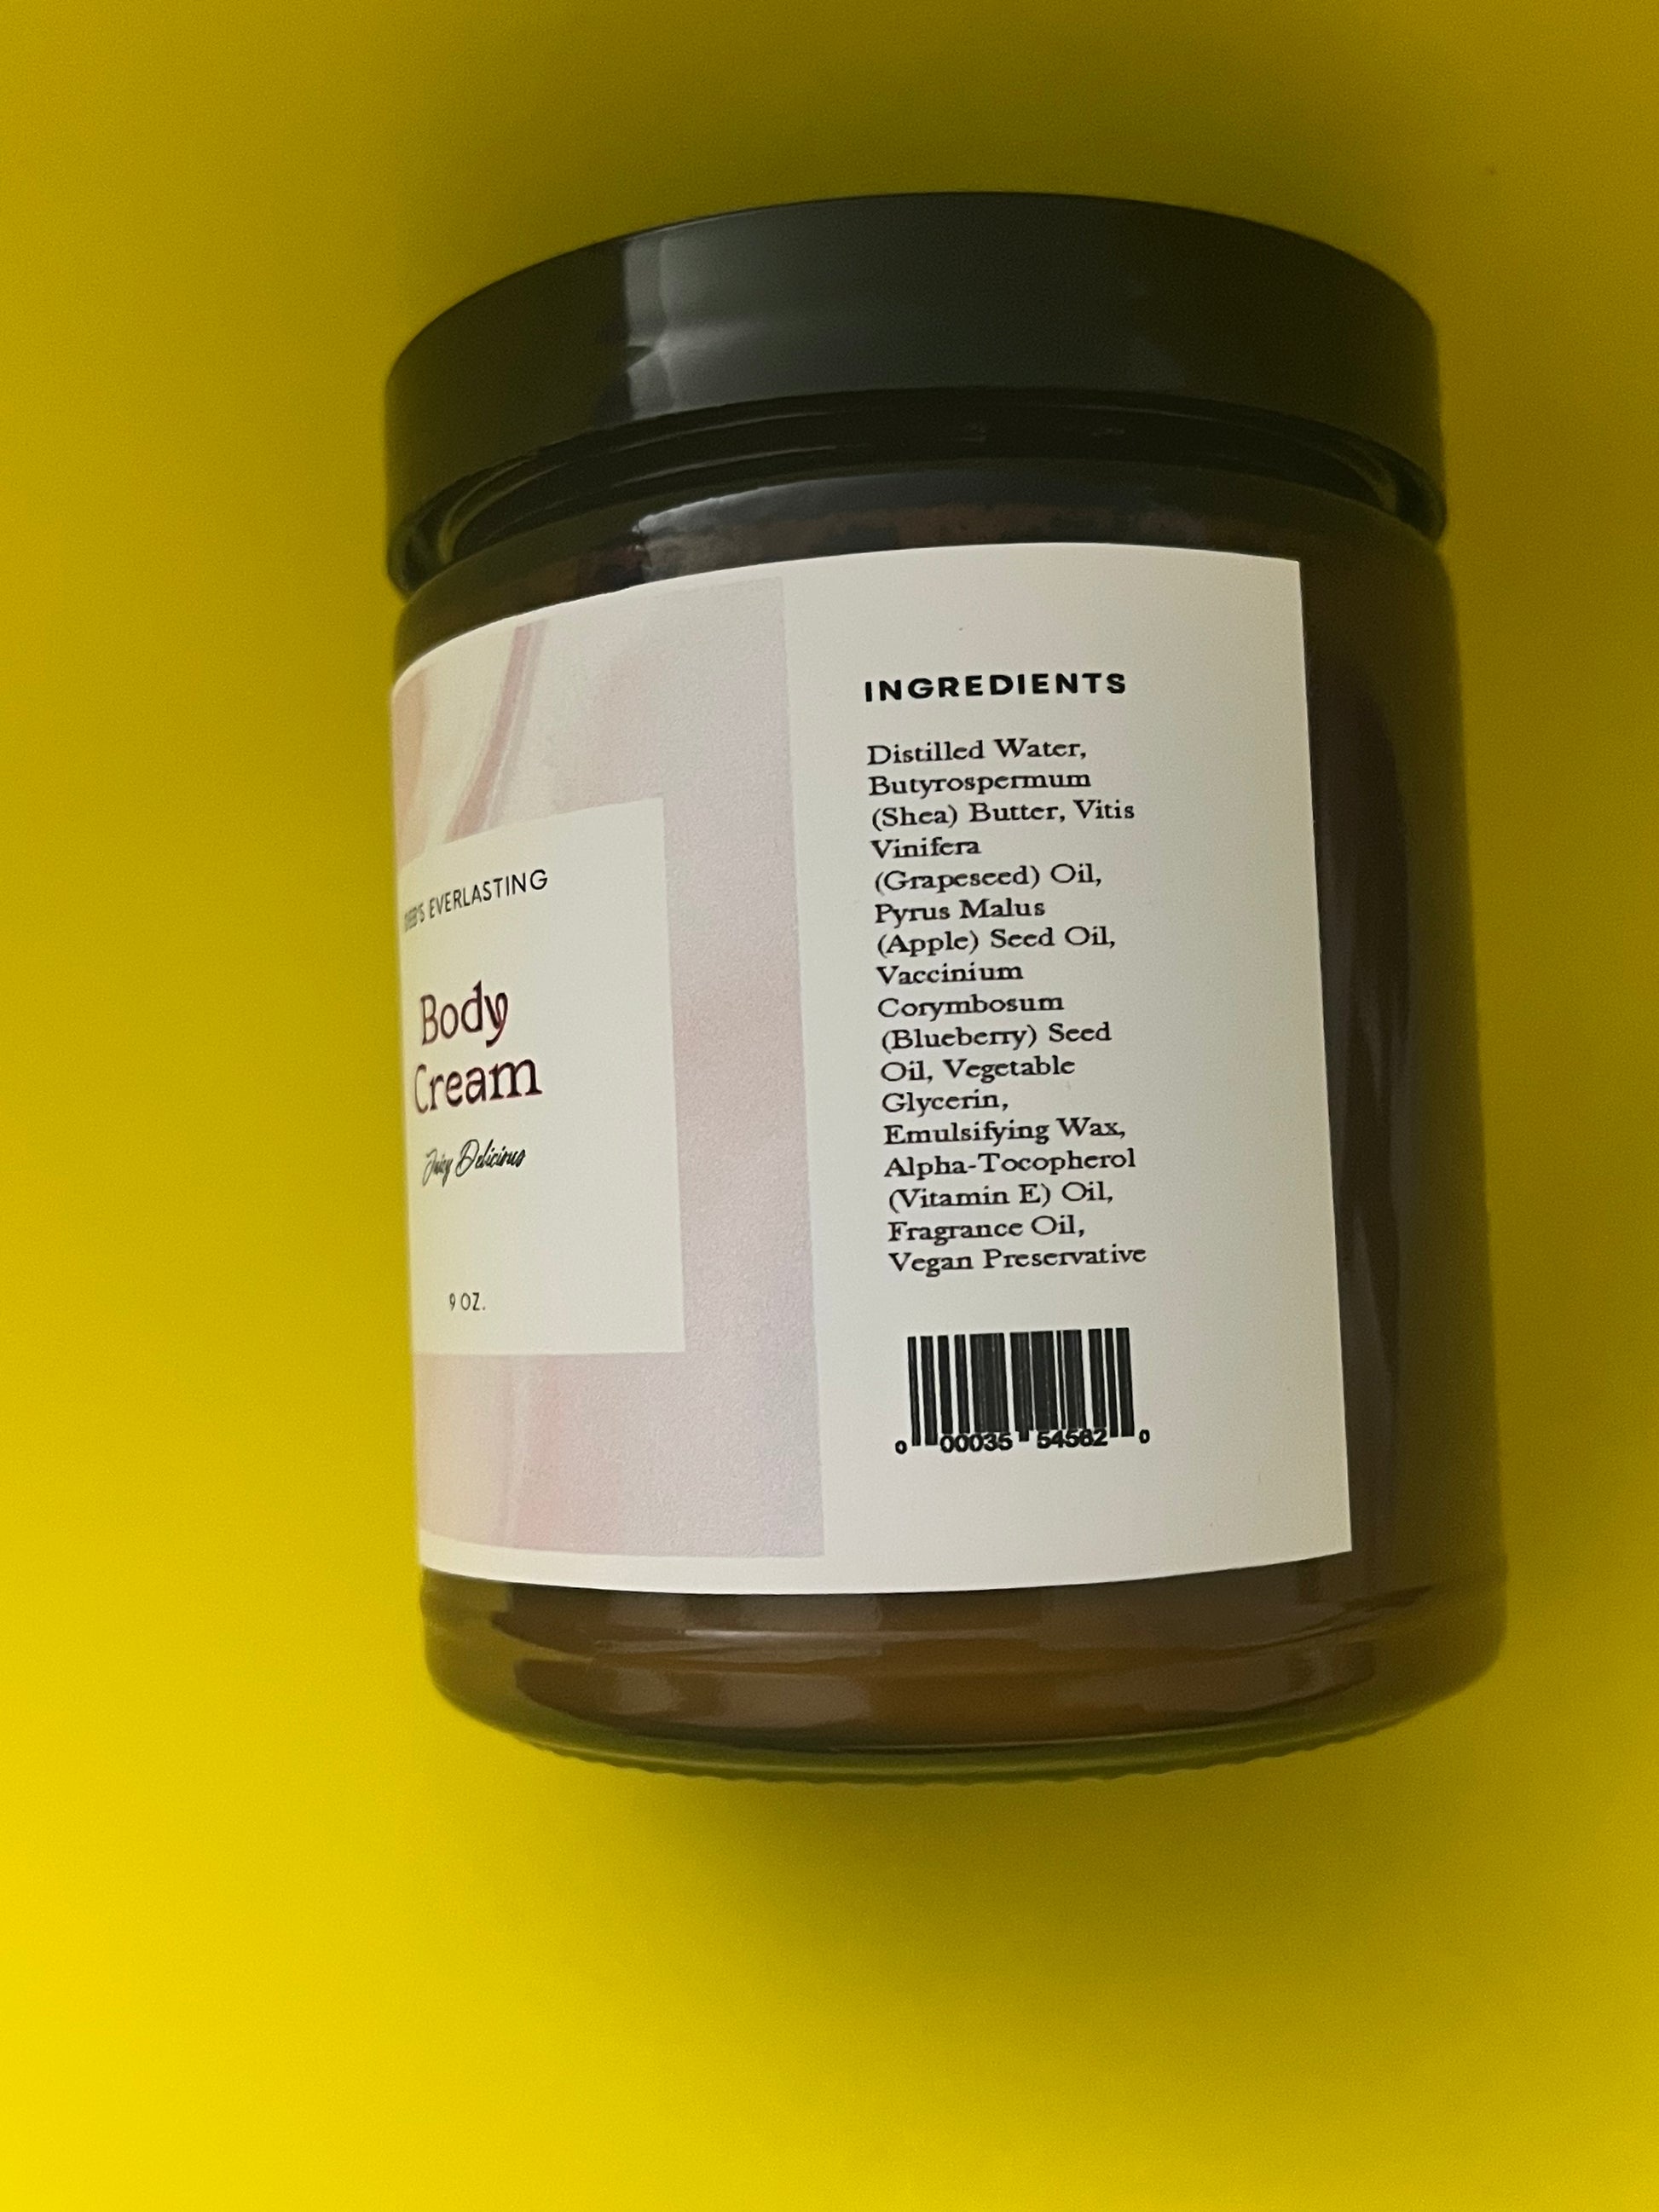 EVERLASTING
Body
Cream
Juicy Delicious
9 OZ.
INGREDIENTS
Distilled Water,
Butyrospermum
(Shea) Butter, Vitis
Vinifera
(Grapeseed) Oil,
Pyrus Malus
(Apple) Seed Oil,
Vaccinium
Corymbosum
(Blueberry) Seed
Oil, Vegetable
Glycerin,
Emulsifying Wax,
Alpha-Tocopherol
(Vitamin E) Oil,
Fragrance Oil,
Vegan Preservative
0 00035 54562 0